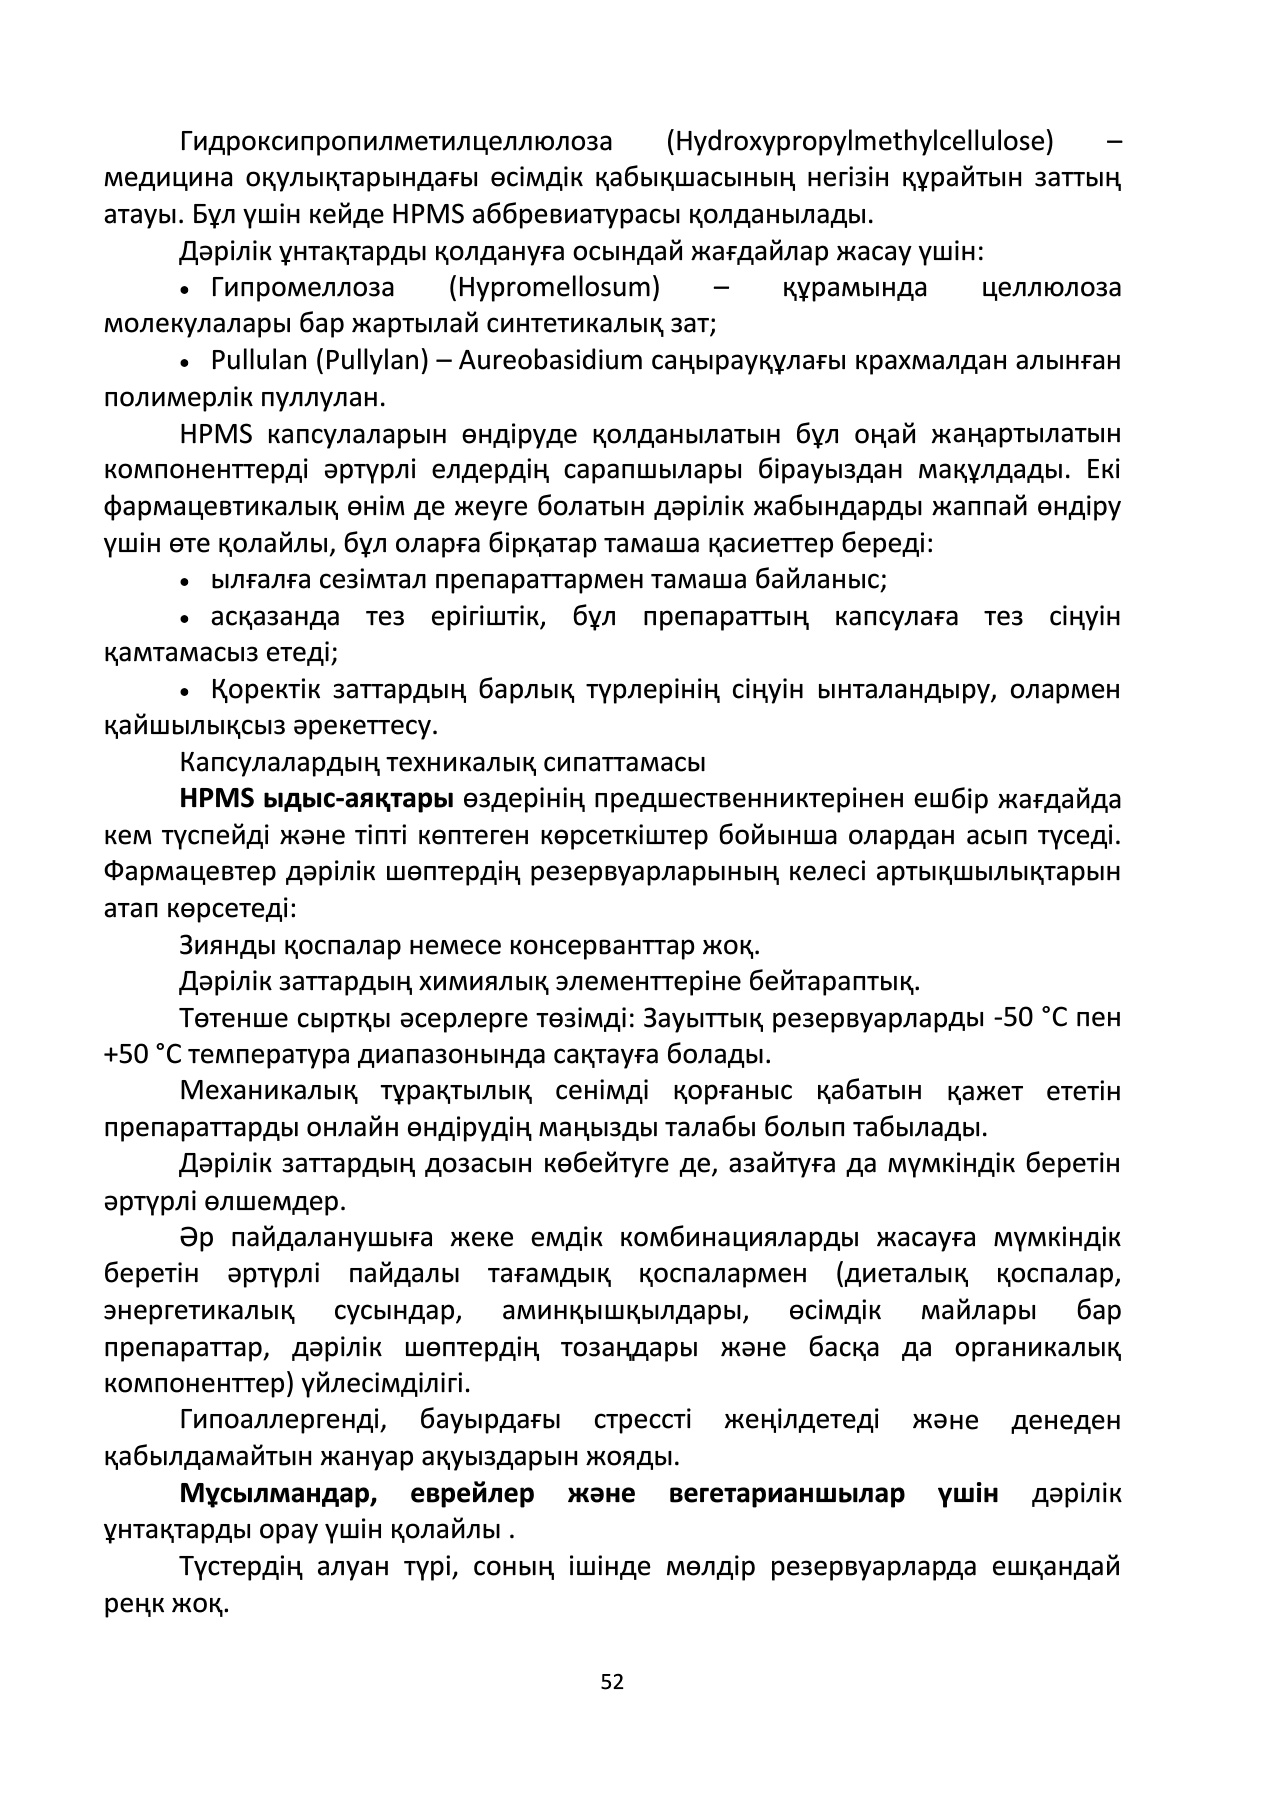 Гидроксипропилметилцеллюлоза (Hydroxypropylmethylcellulose) –
медицина оқулықтарындағы өсімдік қабықшасының негізін құрайтын заттың
атауы. Бұл үшін кейде HPMS аббревиатурасы қолданылады.
Дәрілік ұнтақтарды қолдануға осындай жағдайлар жасау үшін:
• Гипромеллоза (Hypromellosum) – құрамында целлюлоза
молекулалары бар жартылай синтетикалық зат;
• Pullulan (Pullylan) – Aureobasidium саңырауқұлағы крахмалдан алынған
полимерлік пуллулан.
HPMS капсулаларын өндіруде қолданылатын бұл оңай жаңартылатын
компоненттерді әртүрлі елдердің сарапшылары бірауыздан мақұлдады. Екі
фармацевтикалық өнім де жеуге болатын дәрілік жабындарды жаппай өндіру
үшін өте қолайлы, бұл оларға бірқатар тамаша қасиеттер береді:
• ылғалға сезімтал препараттармен тамаша байланыс;
• асқазанда тез ерігіштік, бұл препараттың капсулаға тез сіңуін
қамтамасыз етеді;
• Қоректік заттардың барлық түрлерінің сіңуін ынталандыру, олармен
қайшылықсыз әрекеттесу.
Капсулалардың техникалық сипаттамасы
HPMS ыдыс-аяқтары өздерінің предшественниктерінен ешбір жағдайда
кем түспейді және тіпті көптеген көрсеткіштер бойынша олардан асып түседі.
Фармацевтер дәрілік шөптердің резервуарларының келесі артықшылықтарын
атап көрсетеді:
Зиянды қоспалар немесе консерванттар жоқ.
Дәрілік заттардың химиялық элементтеріне бейтараптық.
Төтенше сыртқы әсерлерге төзімді: Зауыттық резервуарларды -50 °C пен
+50 °C температура диапазонында сақтауға болады.
Механикалық тұрақтылық сенімді қорғаныс қабатын қажет ететін
препараттарды онлайн өндірудің маңызды талабы болып табылады.
Дәрілік заттардың дозасын көбейтуге де, азайтуға да мүмкіндік беретін
әртүрлі өлшемдер.
Әр пайдаланушыға жеке емдік комбинацияларды жасауға мүмкіндік
беретін әртүрлі пайдалы тағамдық қоспалармен (диеталық қоспалар,
энергетикалық сусындар, аминқышқылдары, өсімдік майлары бар
препараттар, дәрілік шөптердің тозаңдары және басқа да органикалық
компоненттер) үйлесімділігі.
Гипоаллергенді, бауырдағы стрессті жеңілдетеді және денеден
қабылдамайтын жануар ақуыздарын жояды.
Мұсылмандар, еврейлер және вегетарианшылар үшін дәрілік
ұнтақтарды орау үшін қолайлы .
Түстердің алуан түрі, соның ішінде мөлдір резервуарларда ешқандай
реңк жоқ.
52